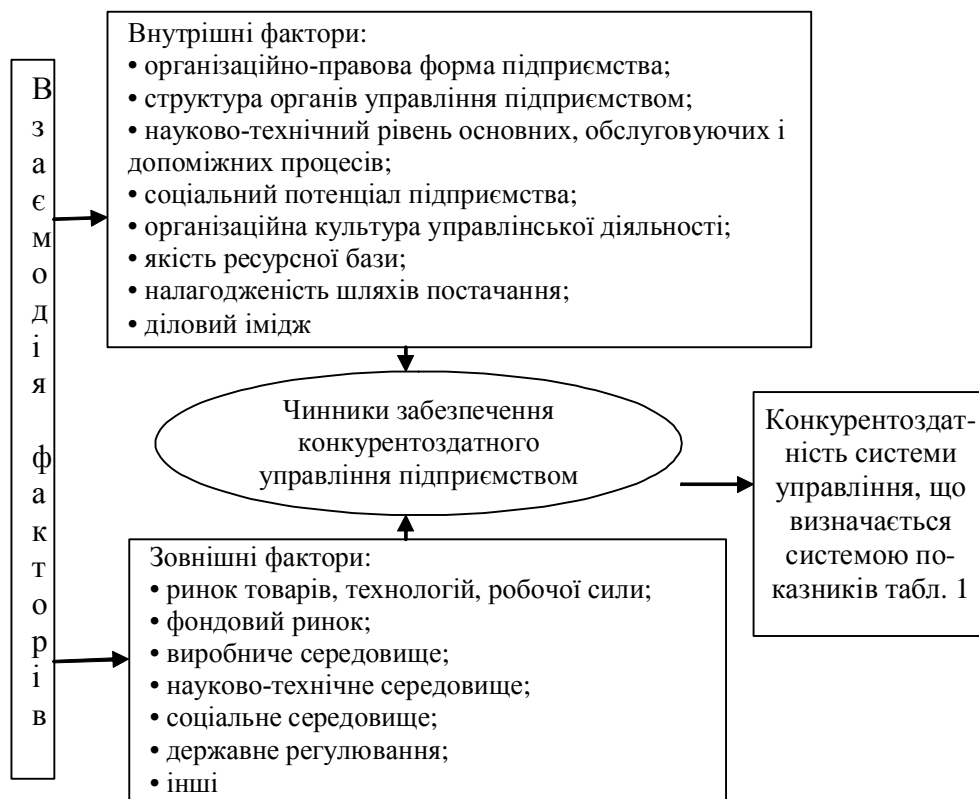 Взаємодія факторів
Внутрішні фактори:
• організаційно-правова форма підприємства;
• структура органів управління підприємством;
• науково-технічний рівень основних, обслуговуючих і
допоміжних процесів;
• соціальний потенціал підприємства;
• організаційна культура управлінської діяльності;
• якість ресурсної бази;
• налагодженість шляхів постачання;
• діловий імідж
Чинники забезпечення
конкурентоздатного
управління підприємством
Конкурентоздат-
ність системи
управління, що
визначається
системою по-
казників табл. 1
Зовнішні фактори:
• ринок товарів, технологій, робочої сили;
• фондовий ринок;
• виробниче середовище;
• науково-технічне середовище;
• соціальне середовище;
• державне регулювання;
• інші